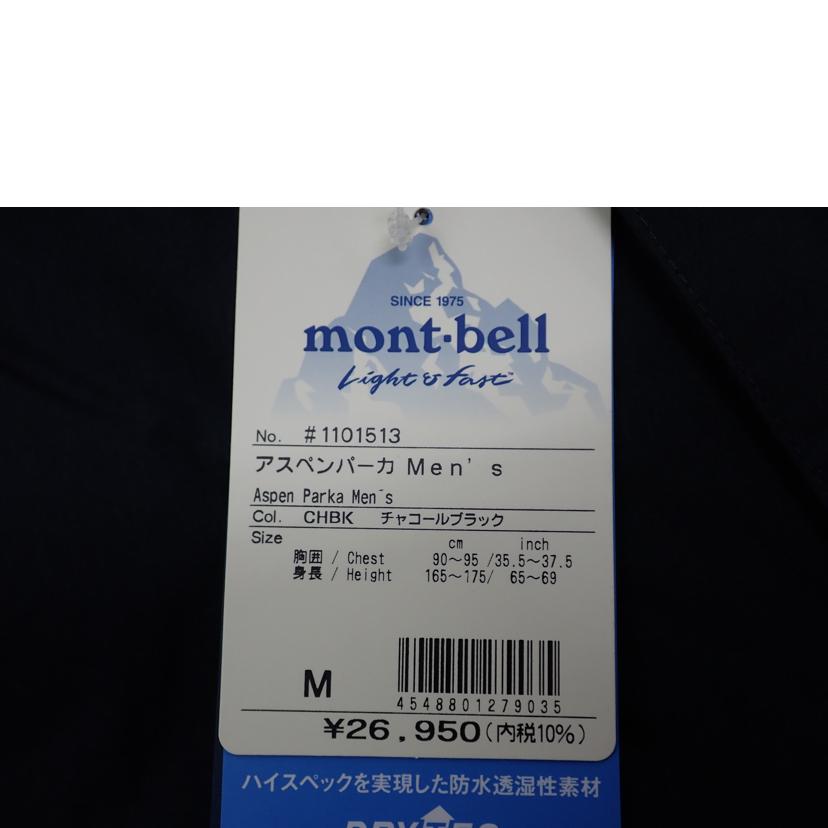 SINCE 1975
mont-bell
Light & Fast™
No. #1101513
アスペンパーカ Men's
Aspen Parka Men´s
Col. CHBK チャコールブラック
Size cm inch
胸囲 / Chest 90～95 /35.5～37.5
身長 / Height 165～175/ 65～69
M
4548801279035
¥26,950(内税10%)
ハイスペックを実現した防水透湿性素材